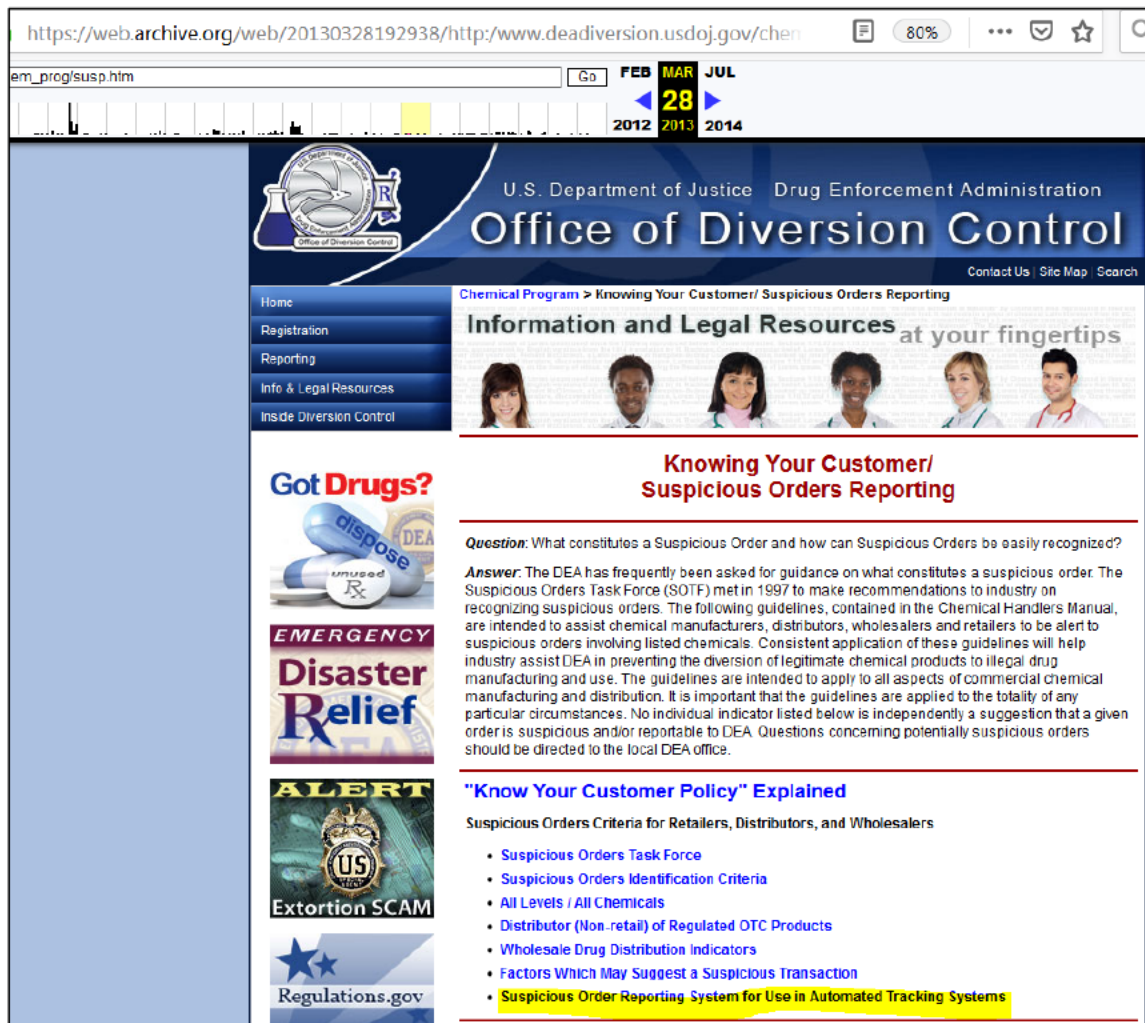 https://web.archive.org/web/20130328192938/http:/www.deadiversion.usdoj.gov/chem
80%
em_prog/susp.htm
Go
FEB MAR JUL
28
2012 2013 2014
U.S. Department of Justice
Office of Diversion Control
U.S. Department of Justice Drug Enforcement Administration
Office of Diversion Control
Contact Us | Site Map | Search
Home
Registration
Reporting
Info & Legal Resources
Inside Diversion Control
Chemical Program > Knowing Your Customer/ Suspicious Orders Reporting
Information and Legal Resources at your fingertips
Knowing Your Customer/
Suspicious Orders Reporting
Got Drugs?
dispose
DEA
unused
Rx
EMERGENCY
Disaster
Relief
ALERT
US
Extortion SCAM
Regulations.gov
Question: What constitutes a Suspicious Order and how can Suspicious Orders be easily recognized?
Answer: The DEA has frequently been asked for guidance on what constitutes a suspicious order. The
Suspicious Orders Task Force (SOTF) met in 1997 to make recommendations to industry on
recognizing suspicious orders. The following guidelines, contained in the Chemical Handlers Manual,
are intended to assist chemical manufacturers, distributors, wholesalers and retailers to be alert to
suspicious orders involving listed chemicals. Consistent application of these guidelines will help
industry assist DEA in preventing the diversion of legitimate chemical products to illegal drug
manufacturing and use. The guidelines are intended to apply to all aspects of commercial chemical
manufacturing and distribution. It is important that the guidelines are applied to the totality of any
particular circumstances. No individual indicator listed below is independently a suggestion that a given
order is suspicious and/or reportable to DEA. Questions concerning potentially suspicious orders
should be directed to the local DEA office.
"Know Your Customer Policy" Explained
Suspicious Orders Criteria for Retailers, Distributors, and Wholesalers
• Suspicious Orders Task Force
• Suspicious Orders Identification Criteria
• All Levels / All Chemicals
• Distributor (Non-retail) of Regulated OTC Products
• Wholesale Drug Distribution Indicators
• Factors Which May Suggest a Suspicious Transaction
• Suspicious Order Reporting System for Use in Automated Tracking Systems